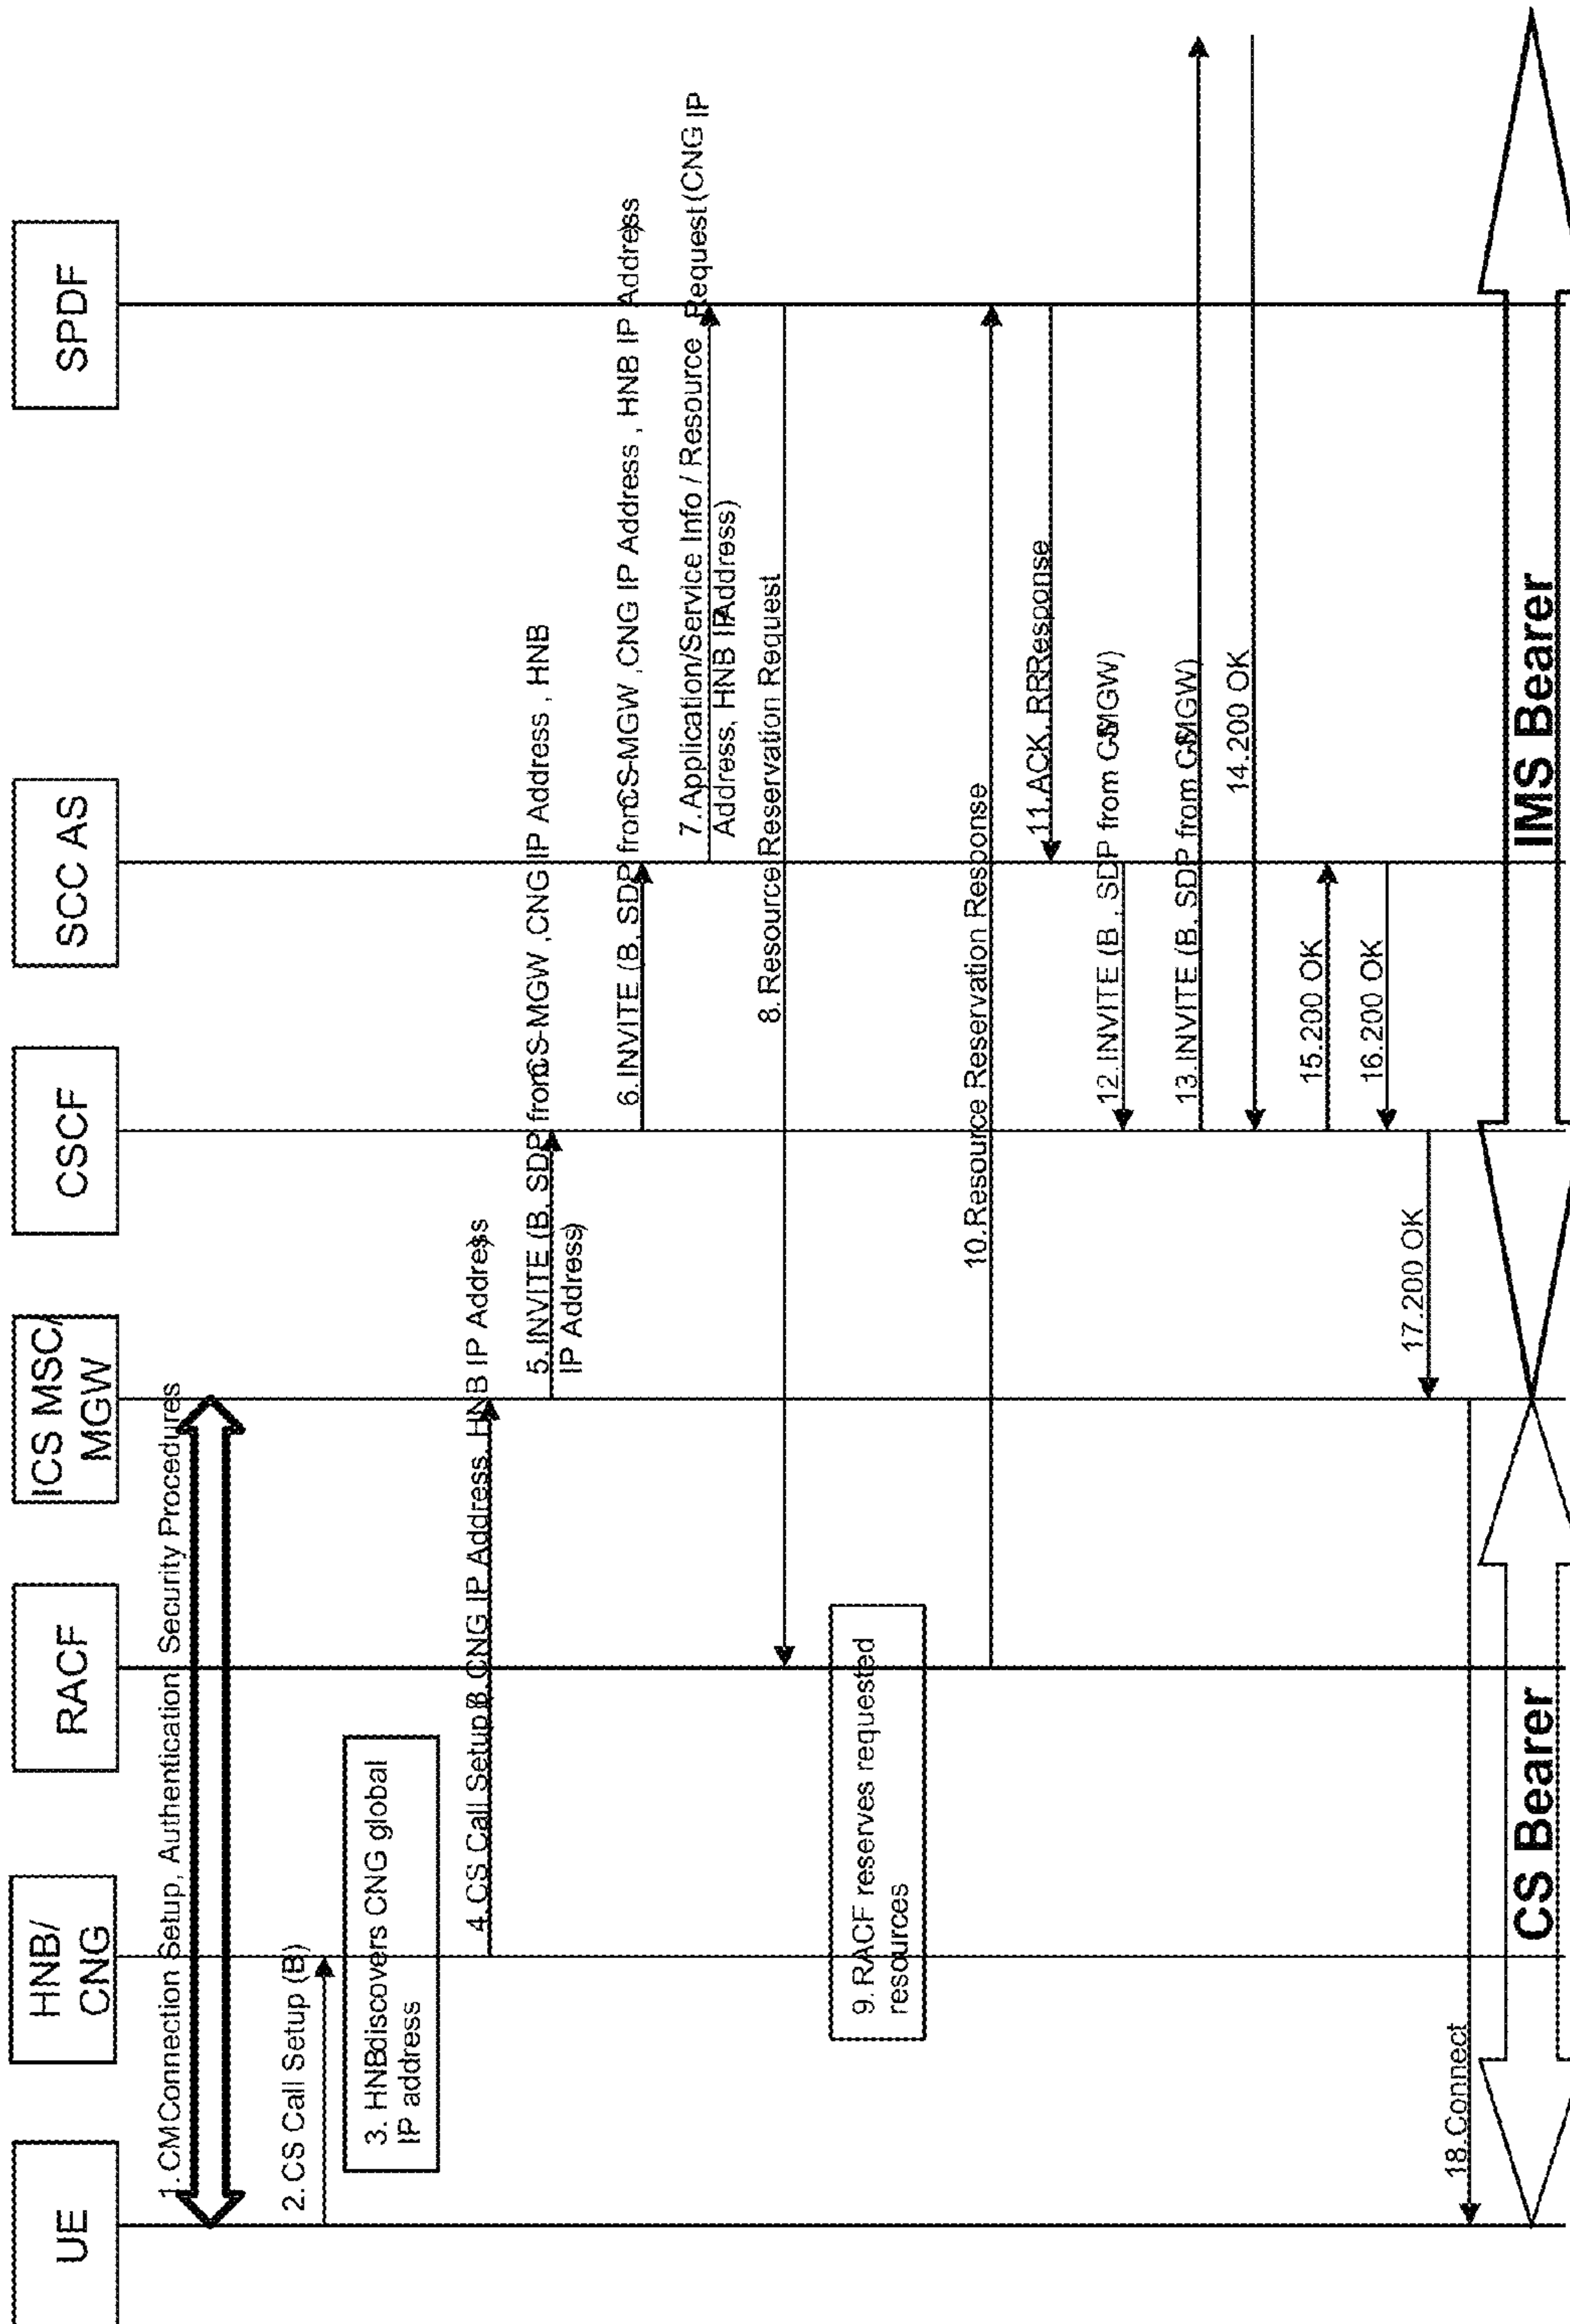 UE
HNB/
CNG
RACF
ICS MSC/
MGW
CSCF
SCC AS
SPDF
1. CM Connection Setup, Authentication, Security Procedures
2. CS Call Setup (B)
3. HNB discovers CNG global
IP address
4. CS Call Setup B, CNG IP Address, HNB IP Address
5. INVITE (B, SDP from CS-MGW, CNG IP Address, HNB
IP Address)
6. INVITE (B, SDP from CS-MGW, CNG IP Address, HNB IP Address
7. Application/Service Info / Resource Request (CNG IP
Address, HNB IP Address)
8. Resource Reservation Request
9. RACF reserves requested
resources
10. Resource Reservation Response
11. ACK, RR Response
12. INVITE (B, SDP from CS-MGW)
13. INVITE (B, SDP from CS-MGW)
14. 200 OK
15. 200 OK
16. 200 OK
17. 200 OK
18. Connect
CS Bearer
IMS Bearer